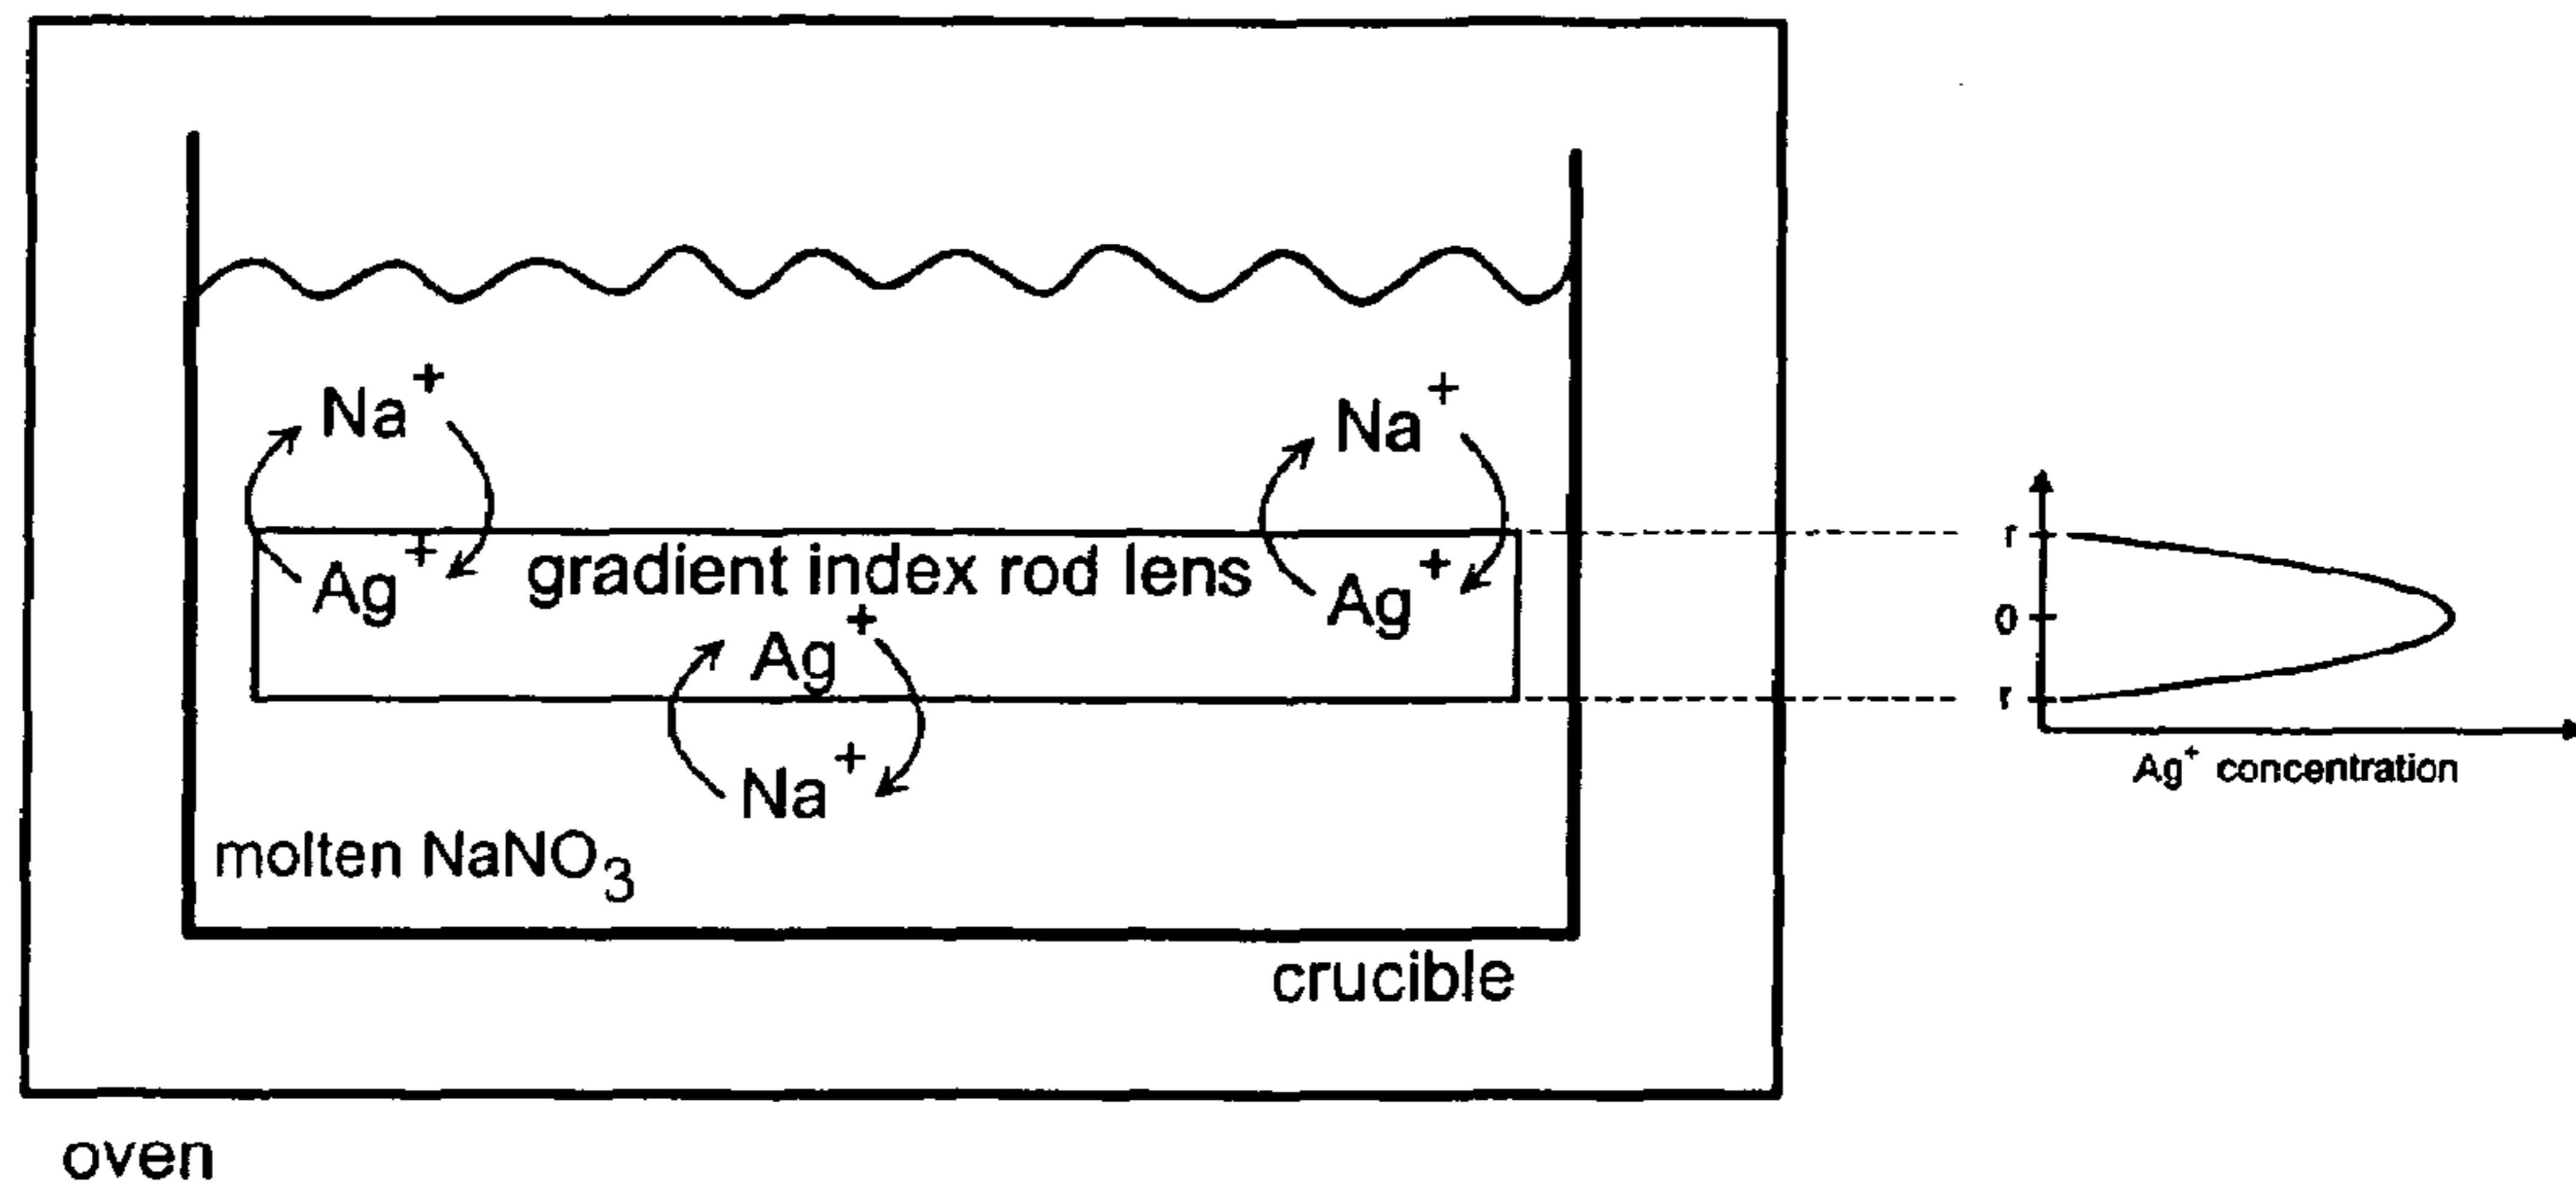 Na⁺
Na⁺
Ag⁺
gradient index rod lens
Ag⁺
Ag⁺
Na⁺
molten NaNO₃
crucible
oven
r
0
r
Ag⁺ concentration